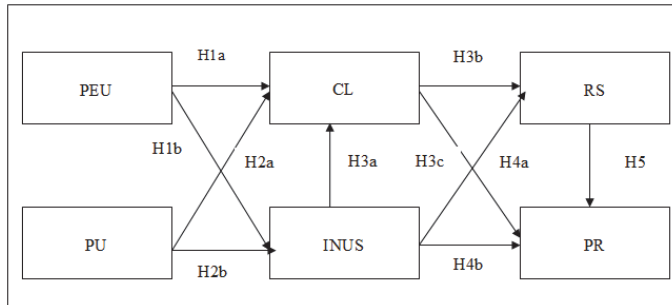 H1a
H3b
PEU
CL
RS
H1b
H2a
H3a
H3c
H4a
H5
PU
INUS
PR
H2b
H4b